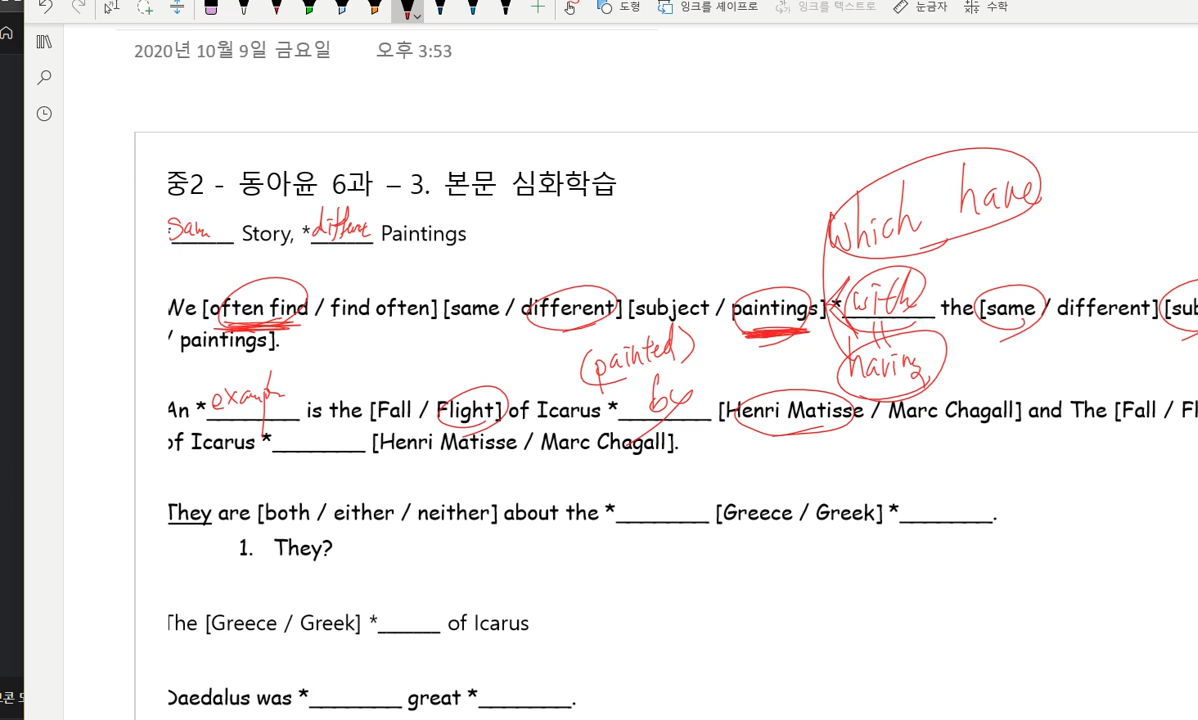 도형 잉크를 셰이프로 잉크를 텍스트로 눈금자 수학
2020년 10월 9일 금요일 오후 3:53
중2 - 동아윤 6과 – 3. 본문 심화학습
Sam different
*______ Story, *______ Paintings
which have
We [often find / find often] [same / different] [subject / paintings] *________ the [same / different] [sub
with
/ paintings].
having
(painted)
example by
An *________ is the [Fall / Flight] of Icarus *________ [Henri Matisse / Marc Chagall] and The [Fall / Fl
of Icarus *________ [Henri Matisse / Marc Chagall].
They are [both / either / neither] about the *________ [Greece / Greek] *________.
1. They?
The [Greece / Greek] *______ of Icarus
Daedalus was *________ great *________.